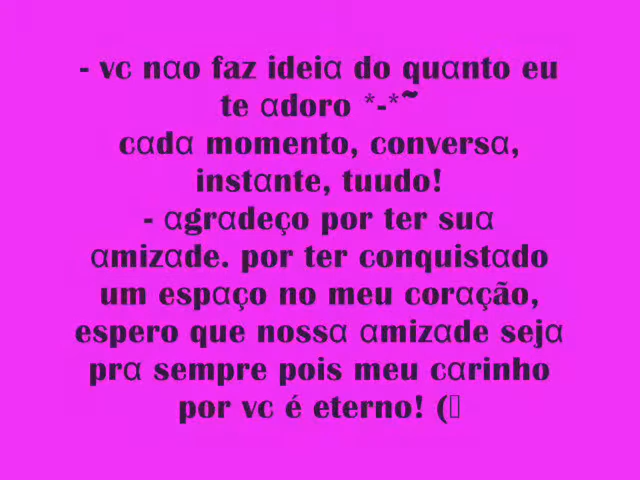 - vc nαo faz ideiα do quαnto eu
te αdoro *-*~
cαdα momento, conversα,
instαnte, tuudo!
- αgrαdeço por ter suα
αmizαde. por ter conquistαdo
um espαço no meu corαção,
espero que nossα αmizαde sejα
prα sempre pois meu cαrinho
por vc é eterno! (